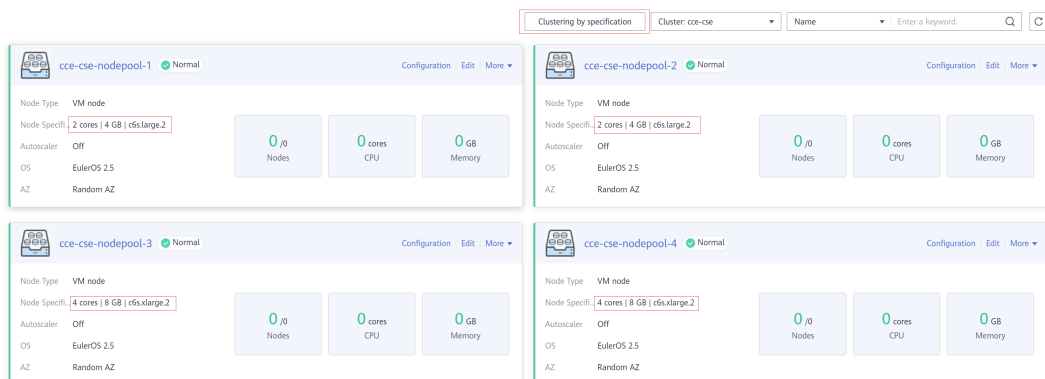 Clustering by specification Cluster: cce-cse Name Enter a keyword.
cce-cse-nodepool-1 Normal Configuration Edit More
Node Type VM node
Node Specifi... 2 cores | 4 GB | c6s.large.2
Autoscaler Off
OS EulerOS 2.5
AZ Random AZ
0 /0 Nodes
0 cores CPU
0 GB Memory
cce-cse-nodepool-2 Normal Configuration Edit More
Node Type VM node
Node Specifi... 2 cores | 4 GB | c6s.large.2
Autoscaler Off
OS EulerOS 2.5
AZ Random AZ
0 /0 Nodes
0 cores CPU
0 GB Memory
cce-cse-nodepool-3 Normal Configuration Edit More
Node Type VM node
Node Specifi... 4 cores | 8 GB | c6s.xlarge.2
Autoscaler Off
OS EulerOS 2.5
AZ Random AZ
0 /0 Nodes
0 cores CPU
0 GB Memory
cce-cse-nodepool-4 Normal Configuration Edit More
Node Type VM node
Node Specifi... 4 cores | 8 GB | c6s.xlarge.2
Autoscaler Off
OS EulerOS 2.5
AZ Random AZ
0 /0 Nodes
0 cores CPU
0 GB Memory